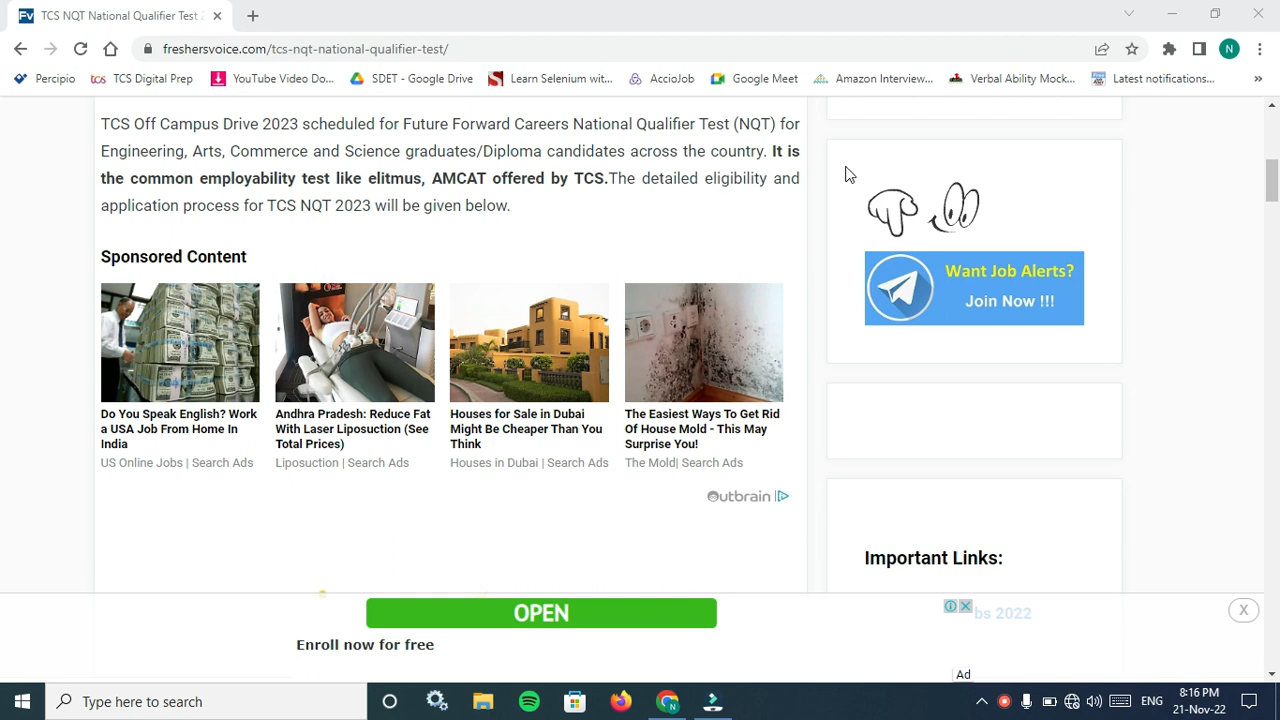 TCS NQT National Qualifier Test 2
freshersvoice.com/tcs-nqt-national-qualifier-test/
N
Percipio
TCS Digital Prep
YouTube Video Do...
SDET - Google Drive
Learn Selenium wit...
AccioJob
Google Meet
Amazon Interview...
Verbal Ability Mock...
Latest notifications...
TCS Off Campus Drive 2023 scheduled for Future Forward Careers National Qualifier Test (NQT) for
Engineering, Arts, Commerce and Science graduates/Diploma candidates across the country. It is
the common employability test like elitmus, AMCAT offered by TCS.The detailed eligibility and
application process for TCS NQT 2023 will be given below.
Sponsored Content
Do You Speak English? Work
a USA Job From Home In
India
US Online Jobs | Search Ads
Andhra Pradesh: Reduce Fat
With Laser Liposuction (See
Total Prices)
Liposuction | Search Ads
Houses for Sale in Dubai
Might Be Cheaper Than You
Think
Houses in Dubai | Search Ads
The Easiest Ways To Get Rid
Of House Mold - This May
Surprise You!
The Mold| Search Ads
Outbrain
Want Job Alerts?
Join Now !!!
Important Links:
bs 2022
OPEN
Enroll now for free
X
Ad
Type here to search
ENG
8:16 PM
21-Nov-22